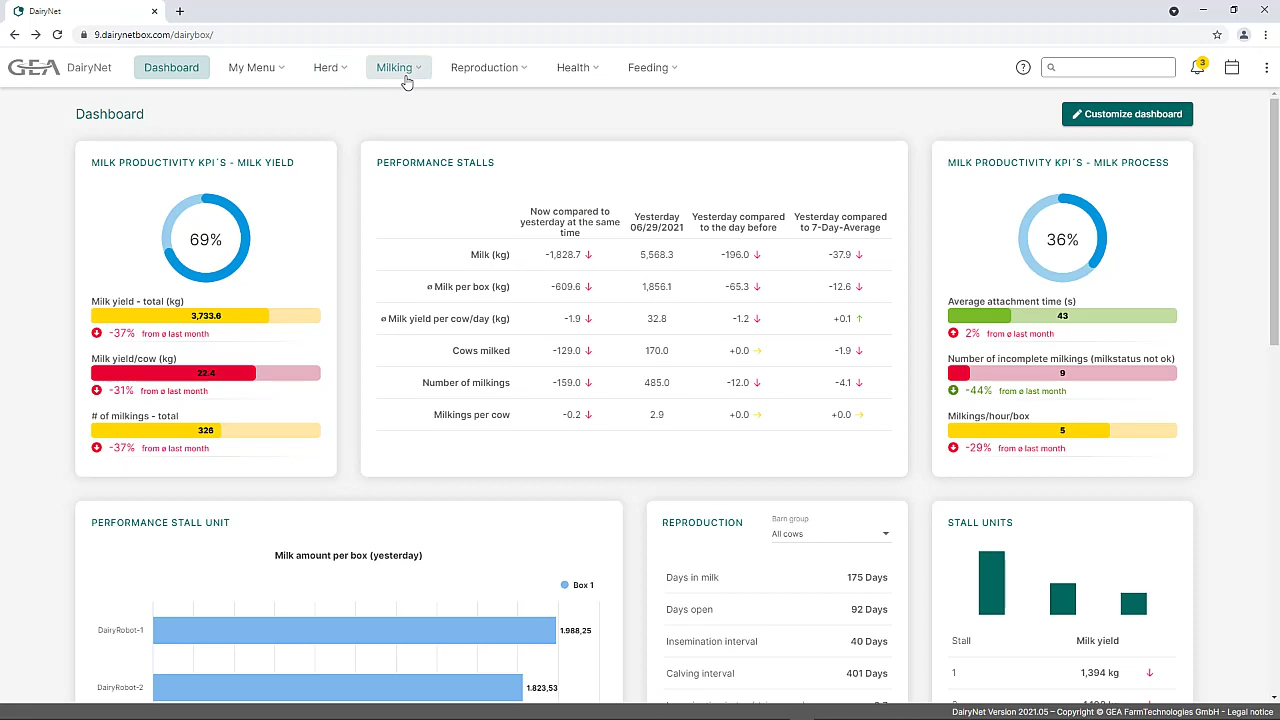 DairyNet
9.dairynetbox.com/dairybox/
GEA DairyNet Dashboard My Menu Herd Milking Reproduction Health Feeding ? 3
Dashboard
Customize dashboard
MILK PRODUCTIVITY KPI´S - MILK YIELD
69%
Milk yield - total (kg)
3,733.6
-37% from ø last month
Milk yield/cow (kg)
22.4
-31% from ø last month
# of milkings - total
326
-37% from ø last month
PERFORMANCE STALLS
Now compared to yesterday at the same time
Yesterday 06/29/2021
Yesterday compared to the day before
Yesterday compared to 7-Day-Average
Milk (kg) -1,828.7 ↓ 5,568.3 -196.0 ↓ -37.9 ↓
ø Milk per box (kg) -609.6 ↓ 1,856.1 -65.3 ↓ -12.6 ↓
ø Milk yield per cow/day (kg) -1.9 ↓ 32.8 -1.2 ↓ +0.1 ↑
Cows milked -129.0 ↓ 170.0 +0.0 → -1.9 ↓
Number of milkings -159.0 ↓ 485.0 -12.0 ↓ -4.1 ↓
Milkings per cow -0.2 ↓ 2.9 +0.0 → +0.0 →
MILK PRODUCTIVITY KPI´S - MILK PROCESS
36%
Average attachment time (s)
43
2% from ø last month
Number of incomplete milkings (milkstatus not ok)
9
-44% from ø last month
Milkings/hour/box
5
-29% from ø last month
PERFORMANCE STALL UNIT
Milk amount per box (yesterday)
Box 1
DairyRobot-1 1.988,25
DairyRobot-2 1.823,53
REPRODUCTION
Barn group
All cows
Days in milk 175 Days
Days open 92 Days
Insemination interval 40 Days
Calving interval 401 Days
STALL UNITS
Stall Milk yield
1 1,394 kg ↓
DairyNet Version 2021.05 – Copyright © GEA FarmTechnologies GmbH - Legal notice